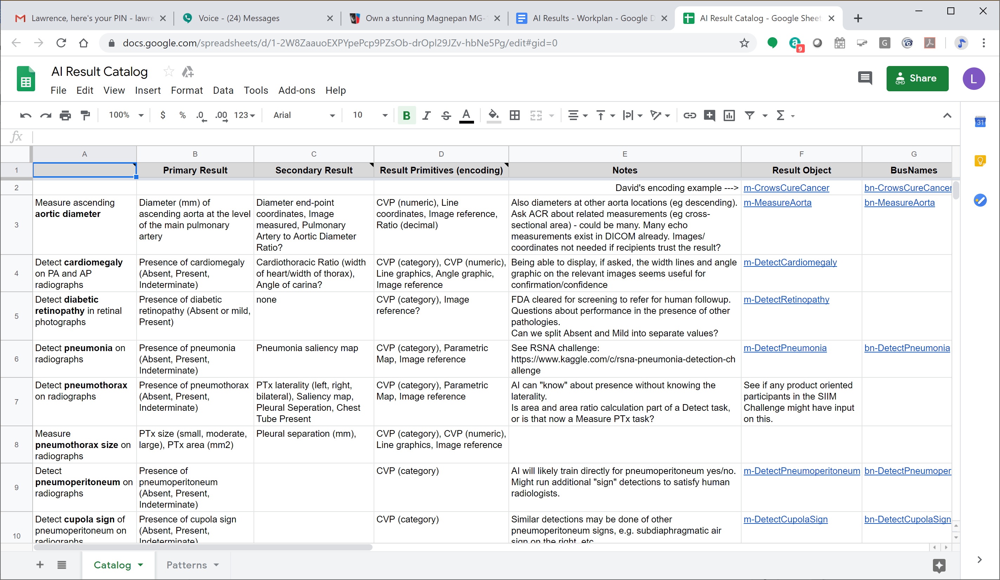 Lawrence, here's your PIN - lawre
Voice - (24) Messages
Own a stunning Magnepan MG-
AI Results - Workplan - Google D
AI Result Catalog - Google Sheet
docs.google.com/spreadsheets/d/1-2W8ZaauoEXPYpePcp9PZsOb-drOpl29JZv-hbNe5Pg/edit#gid=0
a
9
G
AI Result Catalog
File Edit View Insert Format Data Tools Add-ons Help
Share
L
100%
$ % .0 .00 123
Arial
10
B I S A
31
fx
A B C D E F G
1
Primary Result
Secondary Result
Result Primitives (encoding)
Notes
Result Object
BusNames
2
David's encoding example --->
m-CrowsCureCancer
bn-CrowsCureCancer
3
Measure ascending
aortic diameter
Diameter (mm) of
ascending aorta at the level
of the main pulmonary
artery
Diameter end-point
coordinates, Image
measured, Pulmonary
Artery to Aortic Diameter
Ratio?
CVP (numeric), Line
coordinates, Image reference,
Ratio (decimal)
Also diameters at other aorta locations (eg descending).
Ask ACR about related measurements (eg cross-
sectional area) - could be many. Many echo
measurements exist in DICOM already. Images/
coordinates not needed if recipients trust the result?
m-MeasureAorta
bn-MeasureAorta
4
Detect cardiomegaly
on PA and AP
radiographs
Presence of cardiomegaly
(Absent, Present,
Indeterminate)
Cardiothoracic Ratio (width
of heart/width of thorax),
Angle of carina?
CVP (category), CVP (numeric),
Line graphics, Angle graphic,
Image reference
Being able to display, if asked, the width lines and angle
graphic on the relevant images seems useful for
confirmation/confidence
m-DetectCardiomegaly
5
Detect diabetic
retinopathy in retinal
photographs
Presence of diabetic
retinopathy (Absent or mild,
Present)
none
CVP (category), Image
reference?
FDA cleared for screening to refer for human followup.
Questions about performance in the presence of other
pathologies.
Can we split Absent and Mild into separate values?
m-DetectRetinopathy
6
Detect pneumonia on
radiographs
Presence of pneumonia
(Absent, Present,
Indeterminate)
Pneumonia saliency map
CVP (category), Parametric
Map, Image reference
See RSNA challenge:
https://www.kaggle.com/c/rsna-pneumonia-detection-ch
allenge
m-DetectPneumonia
bn-DetectPneumonia
7
Detect pneumothorax
on radiographs
Presence of pneumothorax
(Absent, Present,
Indeterminate)
PTx laterality (left, right,
bilateral), Saliency map,
Pleural Seperation, Chest
Tube Present
CVP (category), Parametric
Map, Image reference
AI can "know" about presence without knowing the
laterality.
Is area and area ratio calculation part of a Detect task,
or is that now a Measure PTx task?
See if any product oriented
participants in the SIIM
Challenge might have input
on this.
8
Measure
pneumothorax size on
radiographs
PTx size (small, moderate,
large), PTx area (mm2)
Pleural separation (mm),
CVP (category), CVP (numeric),
Line graphics, Image reference
9
Detect
pneumoperitoneum on
radiographs
Presence of
pneumoperitoneum
(Absent, Present,
Indeterminate)
CVP (category)
AI will likely train directly for pneumoperitoneum yes/no.
Might run additional "sign" detections to satisfy human
radiologists.
m-DetectPneumoperitoneum
bn-DetectPneumoper
10
Detect cupola sign of
pneumoperitoneum on
radiographs
Presence of cupola sign
(Absent, Present,
Indeterminate)
CVP (category)
Similar detections may be done of other
pneumoperitoneum signs, e.g. subdiaphragmatic air
sign on the right, etc
m-DetectCupolaSign
bn-DetectCupolaSign
Catalog
Patterns